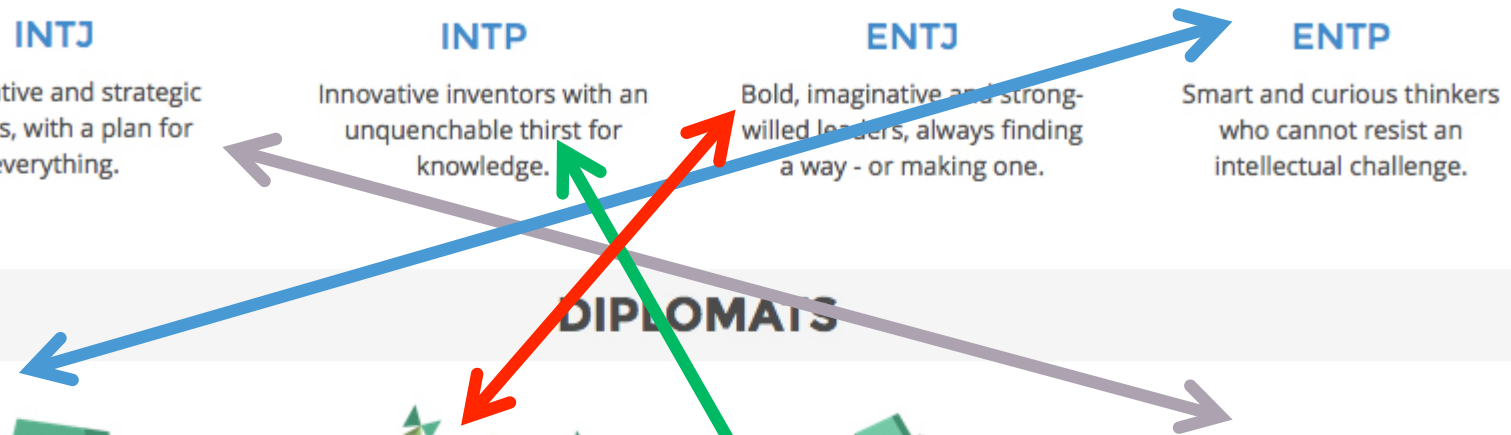 INTJ
INTP
ENTJ
ENTP
ative and strategic
s, with a plan for
everything.
Innovative inventors with an
unquenchable thirst for
knowledge.
Bold, imaginative and strong-
willed leaders, always finding
a way - or making one.
Smart and curious thinkers
who cannot resist an
intellectual challenge.
DIPLOMATS